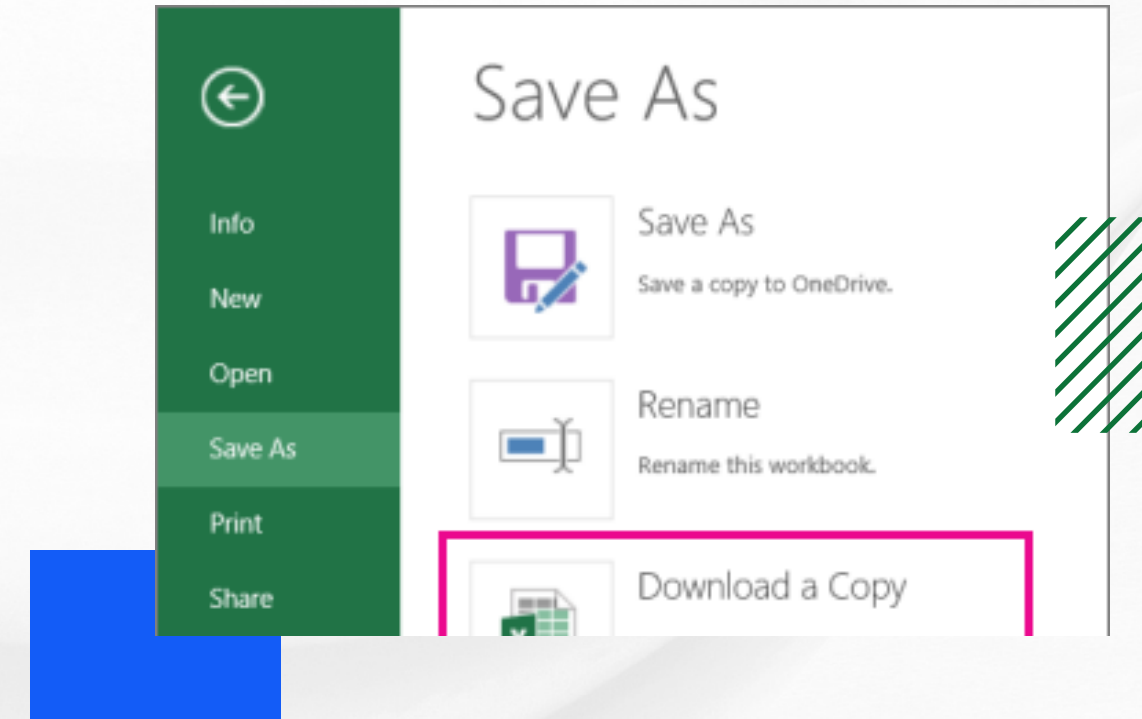 Save As
Info
New
Open
Save As
Print
Share
Save As
Save a copy to OneDrive.
Rename
Rename this workbook.
Download a Copy